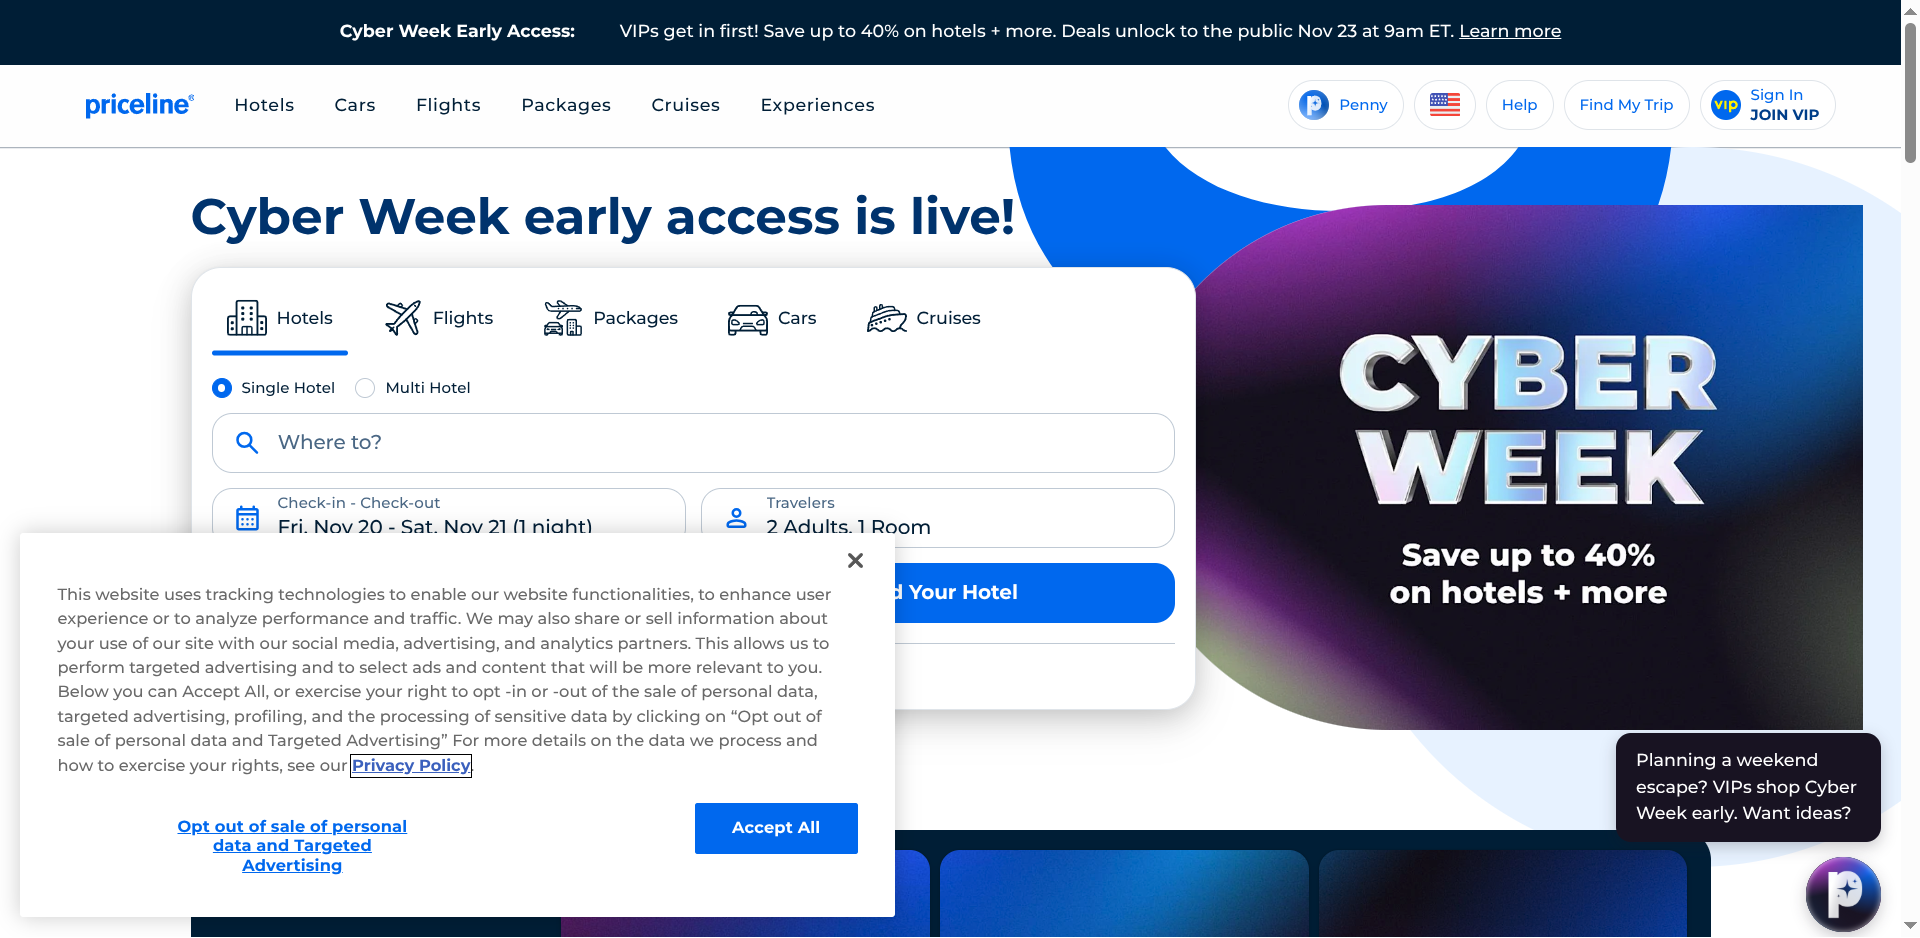 Cyber Week Early Access: VIPs get in first! Save up to 40% on hotels + more. Deals unlock to the public Nov 23 at 9am ET. Learn more
priceline® Hotels Cars Flights Packages Cruises Experiences Penny Help Find My Trip vip Sign In
JOIN VIP
Cyber Week early access is live!
Hotels Flights Packages Cars Cruises
Single Hotel Multi Hotel
Where to?
Check-in - Check-out
Fri, Nov 20 - Sat, Nov 21 (1 night)
Travelers
2 Adults, 1 Room
Your Hotel
CYBER
WEEK
Save up to 40%
on hotels + more
This website uses tracking technologies to enable our website functionalities, to enhance user
experience or to analyze performance and traffic. We may also share or sell information about
your use of our site with our social media, advertising, and analytics partners. This allows us to
perform targeted advertising and to select ads and content that will be more relevant to you.
Below you can Accept All, or exercise your right to opt -in or -out of the sale of personal data,
targeted advertising, profiling, and the processing of sensitive data by clicking on “Opt out of
sale of personal data and Targeted Advertising” For more details on the data we process and
how to exercise your rights, see our Privacy Policy.
Opt out of sale of personal
data and Targeted
Advertising
Accept All
Planning a weekend
escape? VIPs shop Cyber
Week early. Want ideas?